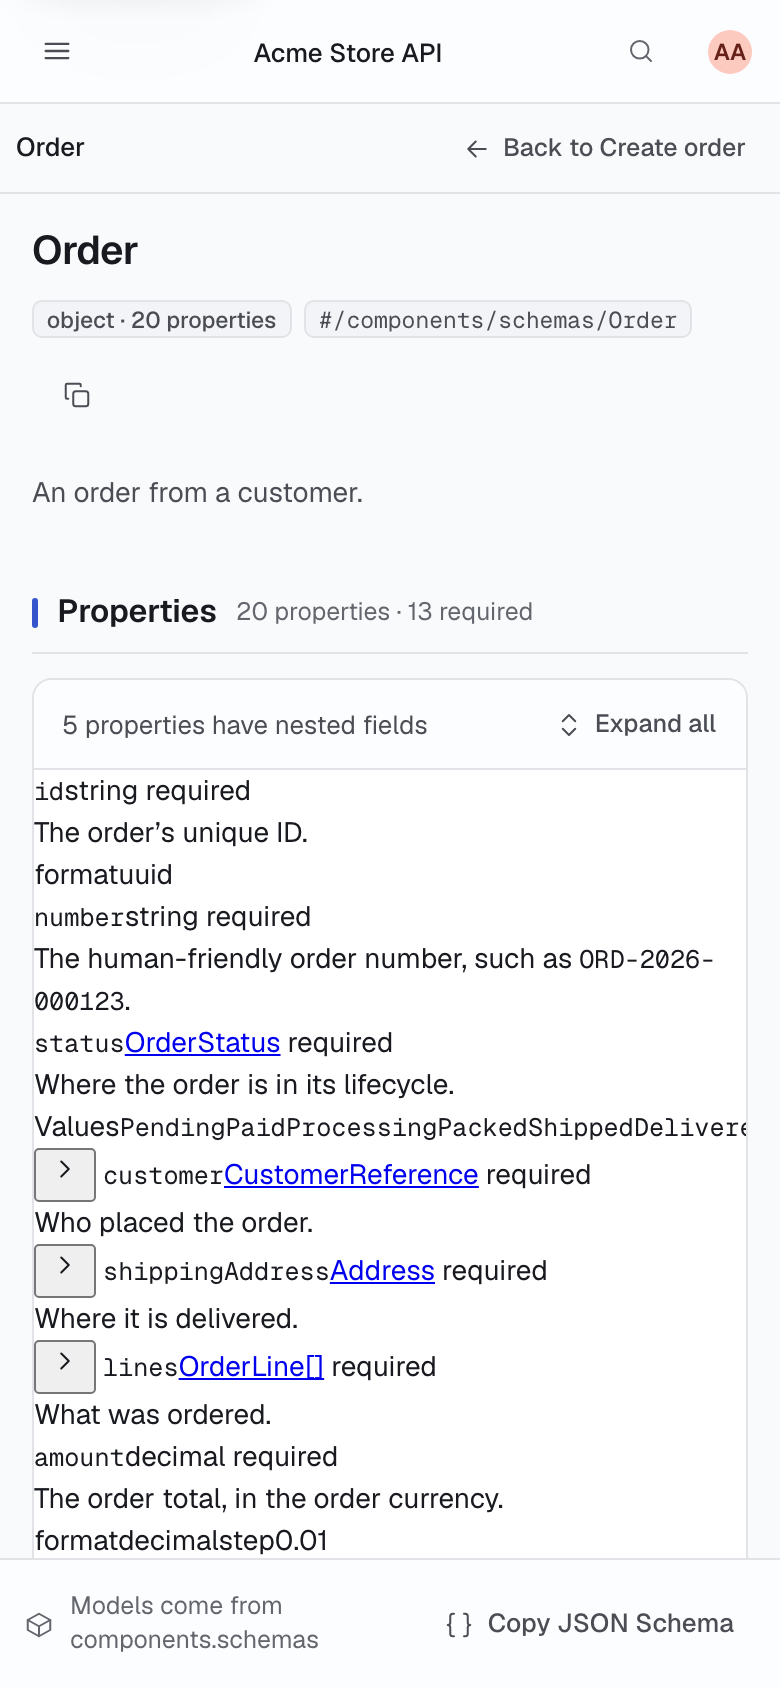 Acme Store API
AA
Order
Back to Create order
Order
object · 20 properties
#/components/schemas/Order
An order from a customer.
Properties
20 properties · 13 required
5 properties have nested fields
Expand all
idstring required
The order’s unique ID.
formatuuid
numberstring required
The human-friendly order number, such as ORD-2026-
000123.
statusOrderStatus required
Where the order is in its lifecycle.
ValuesPendingPaidProcessingPackedShippedDelivere
customerCustomerReference required
Who placed the order.
shippingAddressAddress required
Where it is delivered.
linesOrderLine[] required
What was ordered.
amountdecimal required
The order total, in the order currency.
formatdecimalstep0.01
Models come from
components.schemas
{ } Copy JSON Schema